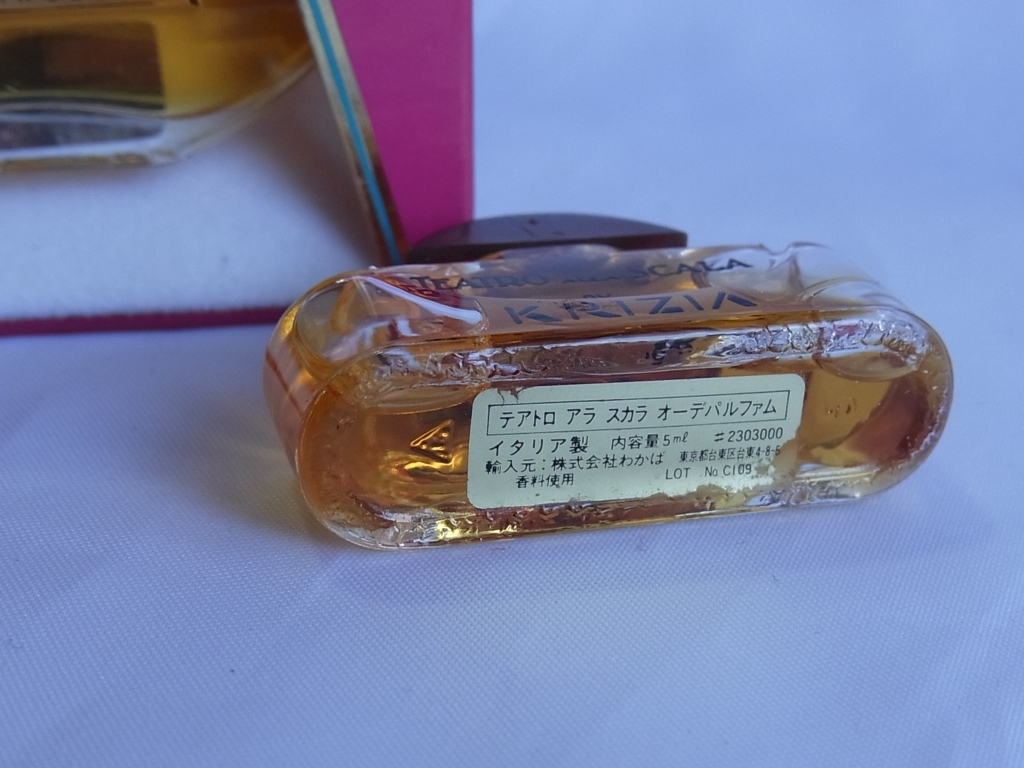 TEATRO ALLA SCALA
KRIZIA
テアトロ アラ スカラ オーデパルファム
イタリア製 内容量5ml #2303000
輸入元:株式会社わかば 東京都台東区台東4-8-5
香料使用 LOT No.C109